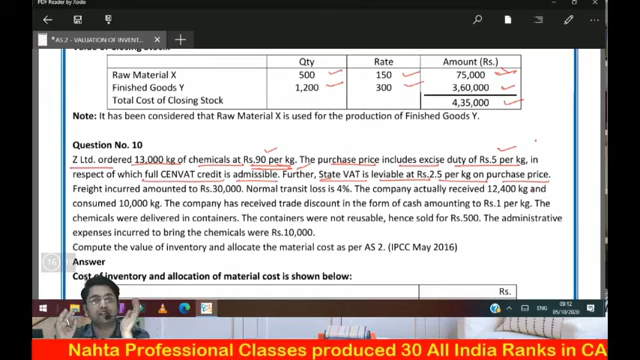 PDF Reader by Xodo
*AS 2 - VALUATION OF INVENT
Value of Closing Stock:
Qty Rate Amount (Rs.)
Raw Material X 500 150 75,000
Finished Goods Y 1,200 300 3,60,000
Total Cost of Closing Stock 4,35,000
Note: It has been considered that Raw Material X is used for the production of Finished Goods Y.
Question No. 10
Z Ltd. ordered 13,000 kg of chemicals at Rs.90 per kg. The purchase price includes excise duty of Rs.5 per kg, in
respect of which full CENVAT credit is admissible. Further, State VAT is leviable at Rs.2.5 per kg on purchase price.
Freight incurred amounted to Rs.30,000. Normal transit loss is 4%. The company actually received 12,400 kg and
consumed 10,000 kg. The company has received trade discount in the form of cash amounting to Rs.1 per kg.
The chemicals were delivered in containers. The containers were not reusable, hence sold for Rs.500. The administrative
expenses incurred to bring the chemicals were Rs.10,000.
Compute the value of inventory and allocate the material cost as per AS 2. (IPCC May 2016)
Answer
Cost of inventory and allocation of material cost is shown below:
Rs.
ENG
09:12
05/10/2020
Nahta Professional Classes produced 30 All India Ranks in CA